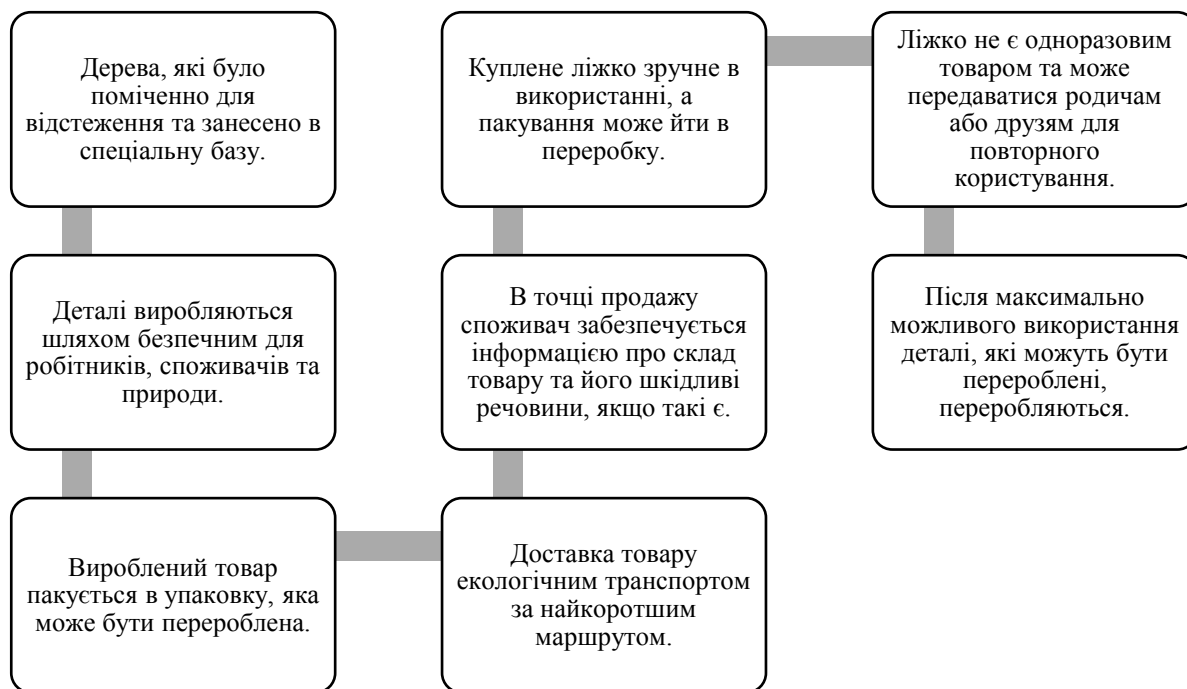 Дерева, які було
поміченно для
відстеження та занесено в
спеціальну базу.
Деталі виробляються
шляхом безпечним для
робітників, споживачів та
природи.
Вироблений товар
пакується в упаковку, яка
може бути перероблена.
Доставка товару
екологічним транспортом
за найкоротшим
маршрутом.
В точці продажу
споживач забезпечується
інформацією про склад
товару та його шкідливі
речовини, якщо такі є.
Куплене ліжко зручне в
використанні, а
пакування може йти в
переробку.
Ліжко не є одноразовим
товаром та може
передаватися родичам
або друзям для
повторного
користування.
Після максимально
можливого використання
деталі, які можуть бути
перероблені,
переробляються.